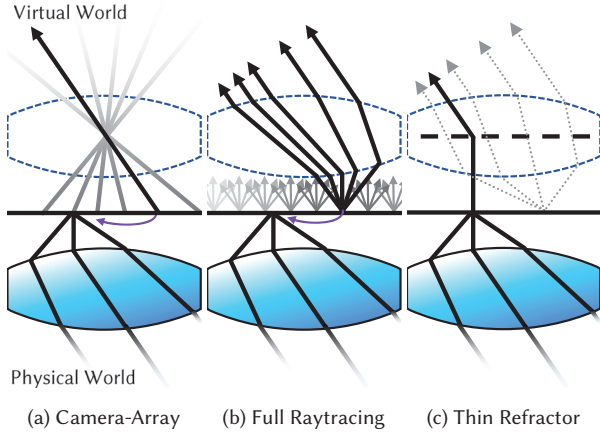 Virtual World
Physical World
(a) Camera-Array
(b) Full Raytracing
(c) Thin Refractor